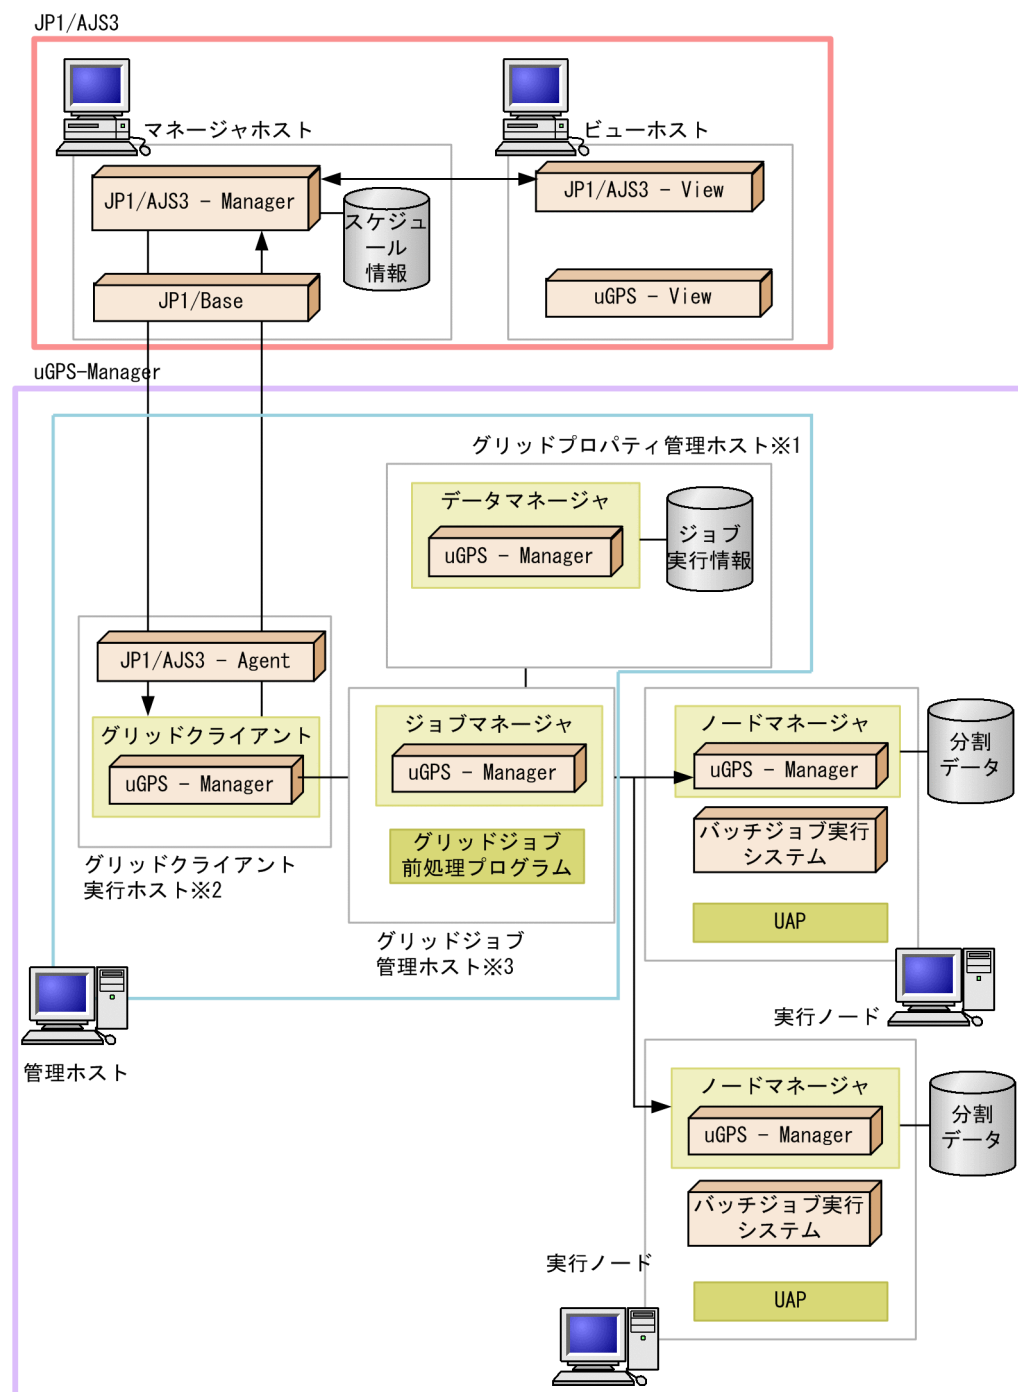 JP1/AJS3
マネージャホスト
ビューホスト
JP1/AJS3 － Manager
JP1/AJS3 － View
スケジュ
ール
情報
JP1/Base
uGPS － View
uGPS-Manager
グリッドプロパティ管理ホスト※1
データマネージャ
uGPS － Manager
ジョブ
実行情報
JP1/AJS3 － Agent
グリッドクライアント
uGPS － Manager
グリッドクライアント
実行ホスト※2
ジョブマネージャ
uGPS － Manager
グリッドジョブ
前処理プログラム
グリッドジョブ
管理ホスト※3
ノードマネージャ
uGPS － Manager
分割
データ
バッチジョブ実行
システム
UAP
実行ノード
管理ホスト
ノードマネージャ
uGPS － Manager
分割
データ
バッチジョブ実行
システム
UAP
実行ノード